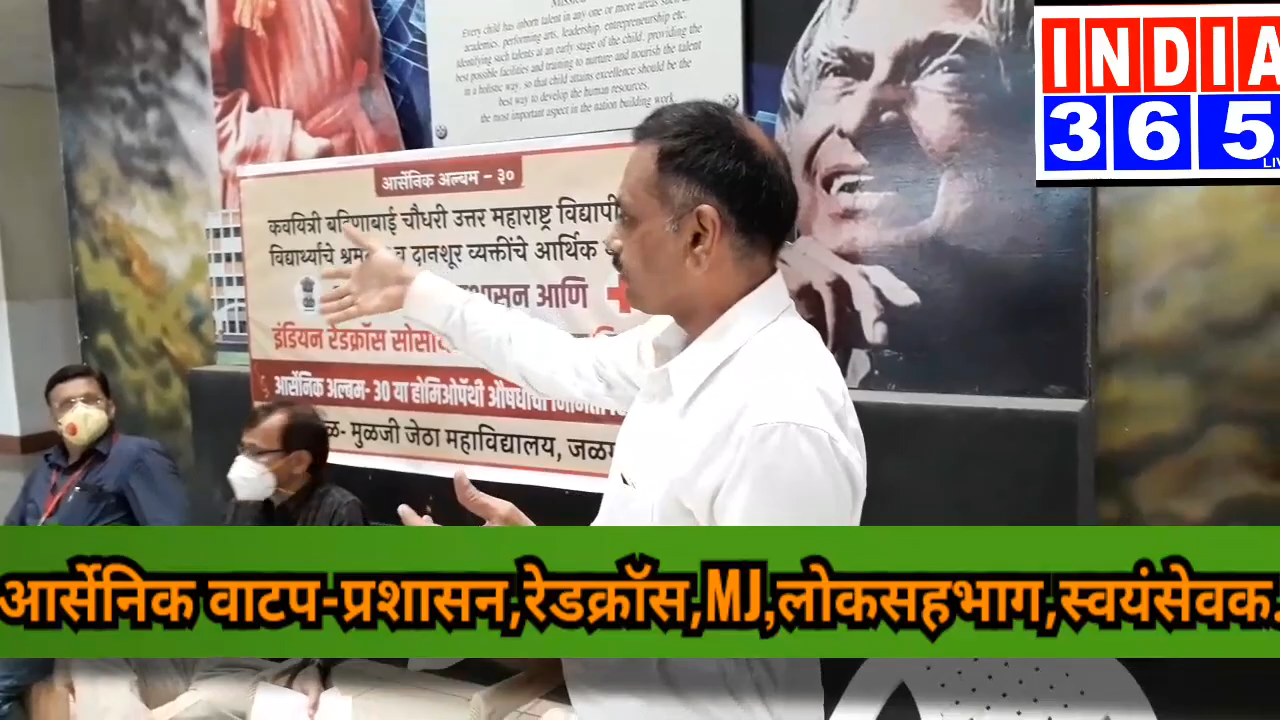 Every child has inborn talent in any one or more areas such as
academics, performing arts, leadership, entrepreneurship etc.
Identifying such talents at an early stage of the child, providing the
best possible facilities and training to nurture and nourish the talent
in a holistic way, so that child attains excellence should be the
best way to develop the human resources,
the most important aspect in the nation building work
INDIA
365
LIV
आर्सेनिक अल्बम - ३०
कवयित्री बहिणाबाई चौधरी उत्तर महाराष्ट्र
विद्यार्थ्यांचे व दानशूर व्यक्तींचे आर्थिक
आणि
इंडियन रेडक्रॉस
आर्सेनिक अल्बम- 30 या होमिओपॅथी औषधीची
मुळजी जेठा महाविद्यालय,
आर्सेनिक वाटप-प्रशासन,रेडक्रॉस,MJ,लोकसहभाग,स्वयंसेवक.